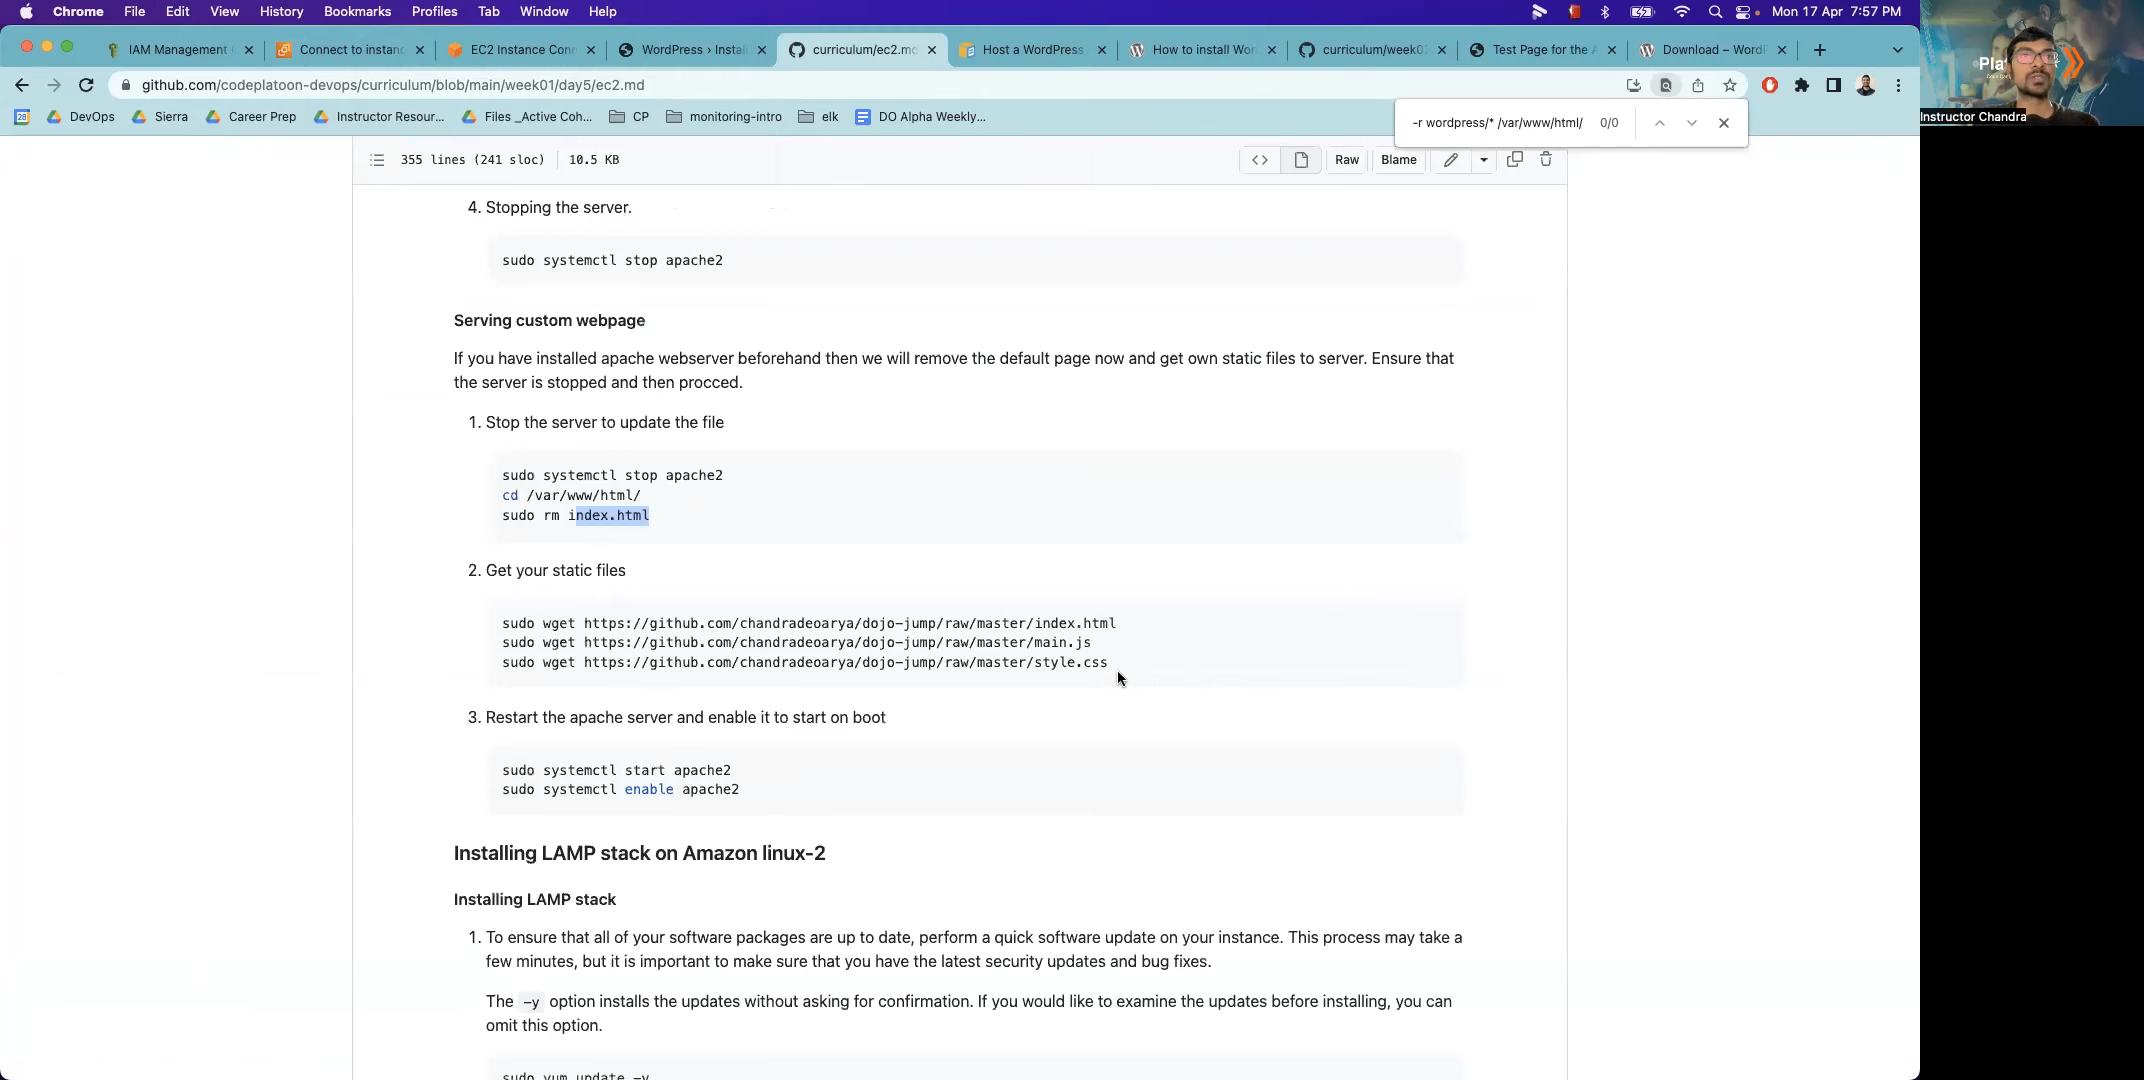 Chrome File Edit View History Bookmarks Profiles Tab Window Help Mon 17 Apr 7:57 PM
IAM Management Connect to instanc EC2 Instance Conn WordPress › Install curriculum/ec2.md Host a WordPress How to install Wor curriculum/week0 Test Page for the A Download – WordP
github.com/codeplatoon-devops/curriculum/blob/main/week01/day5/ec2.md
DevOps Sierra Career Prep Instructor Resour... Files _Active Coh... CP monitoring-intro elk DO Alpha Weekly...
-r wordpress/* /var/www/html/ 0/0
Instructor Chandra
355 lines (241 sloc) 10.5 KB Raw Blame
4. Stopping the server.
sudo systemctl stop apache2
Serving custom webpage
If you have installed apache webserver beforehand then we will remove the default page now and get own static files to server. Ensure that
the server is stopped and then procced.
1. Stop the server to update the file
sudo systemctl stop apache2
cd /var/www/html/
sudo rm index.html
2. Get your static files
sudo wget https://github.com/chandradeoarya/dojo-jump/raw/master/index.html
sudo wget https://github.com/chandradeoarya/dojo-jump/raw/master/main.js
sudo wget https://github.com/chandradeoarya/dojo-jump/raw/master/style.css
3. Restart the apache server and enable it to start on boot
sudo systemctl start apache2
sudo systemctl enable apache2
Installing LAMP stack on Amazon linux-2
Installing LAMP stack
1. To ensure that all of your software packages are up to date, perform a quick software update on your instance. This process may take a
few minutes, but it is important to make sure that you have the latest security updates and bug fixes.
The -y option installs the updates without asking for confirmation. If you would like to examine the updates before installing, you can
omit this option.
sudo yum update -y